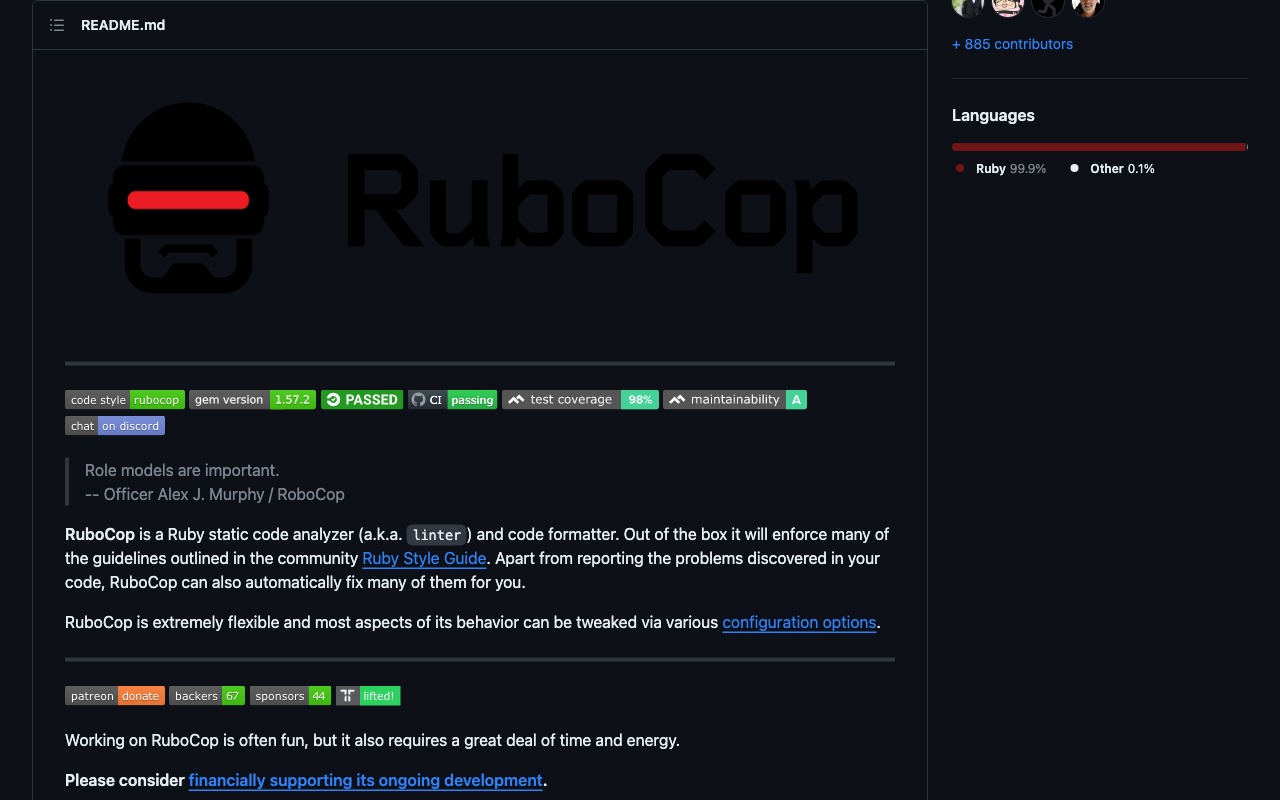 README.md
RuboCop
code style rubocop gem version 1.57.2 PASSED CI passing test coverage 98% maintainability A
chat on discord
Role models are important.
-- Officer Alex J. Murphy / RoboCop
RuboCop is a Ruby static code analyzer (a.k.a. linter) and code formatter. Out of the box it will enforce many of
the guidelines outlined in the community Ruby Style Guide. Apart from reporting the problems discovered in your
code, RuboCop can also automatically fix many of them for you.
RuboCop is extremely flexible and most aspects of its behavior can be tweaked via various configuration options.
patreon donate backers 67 sponsors 44 lifted!
Working on RuboCop is often fun, but it also requires a great deal of time and energy.
Please consider financially supporting its ongoing development.
+ 885 contributors
Languages
Ruby 99.9% Other 0.1%